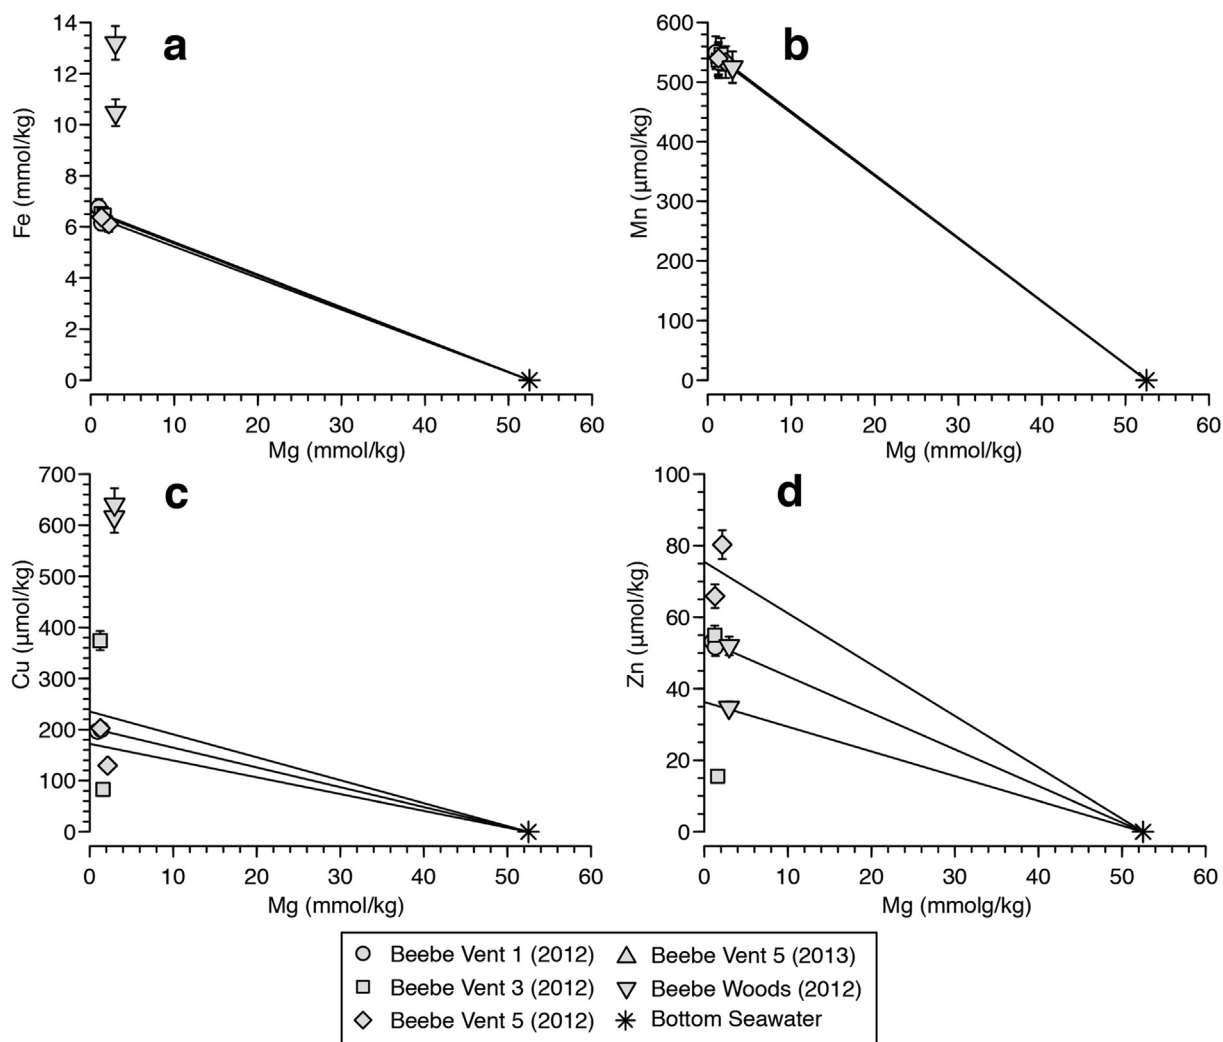 a
14
12
10
8
6
4
2
0
Fe (mmol/kg)
0 10 20 30 40 50 60
Mg (mmol/kg)
b
600
500
400
300
200
100
0
Mn (µmol/kg)
0 10 20 30 40 50 60
Mg (mmol/kg)
c
700
600
500
400
300
200
100
0
Cu (µmol/kg)
0 10 20 30 40 50 60
Mg (mmol/kg)
d
100
80
60
40
20
0
Zn (µmol/kg)
0 10 20 30 40 50 60
Mg (mmolg/kg)
Beebe Vent 1 (2012)
Beebe Vent 3 (2012)
Beebe Vent 5 (2012)
Beebe Vent 5 (2013)
Beebe Woods (2012)
Bottom Seawater